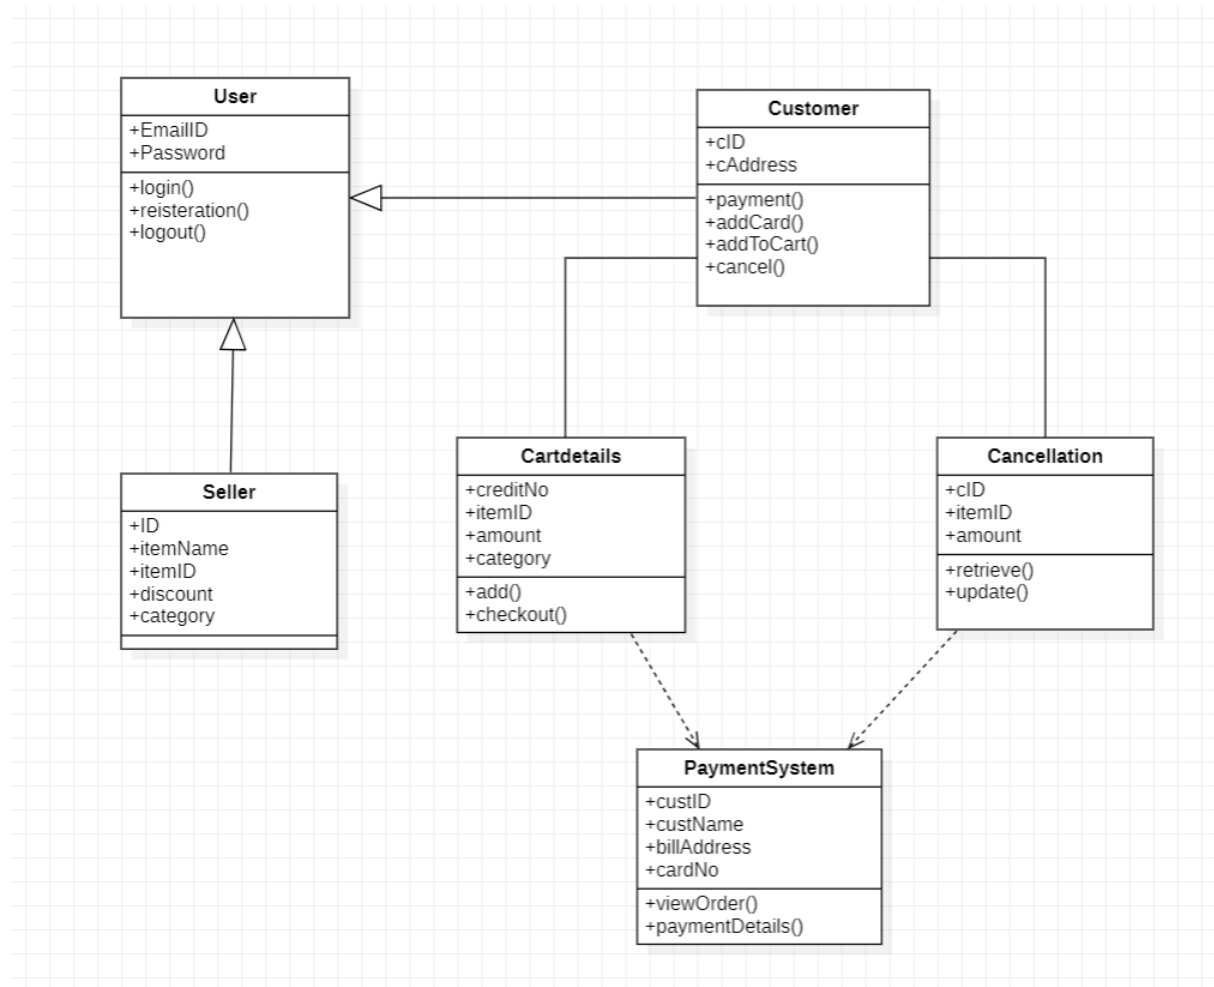 User
+EmailID
+Password
+login()
+reisteration()
+logout()
Customer
+cID
+cAddress
+payment()
+addCard()
+addToCart()
+cancel()
Seller
+ID
+itemName
+itemID
+discount
+category
Cartdetails
+creditNo
+itemID
+amount
+category
+add()
+checkout()
Cancellation
+cID
+itemID
+amount
+retrieve()
+update()
PaymentSystem
+custID
+custName
+billAddress
+cardNo
+viewOrder()
+paymentDetails()